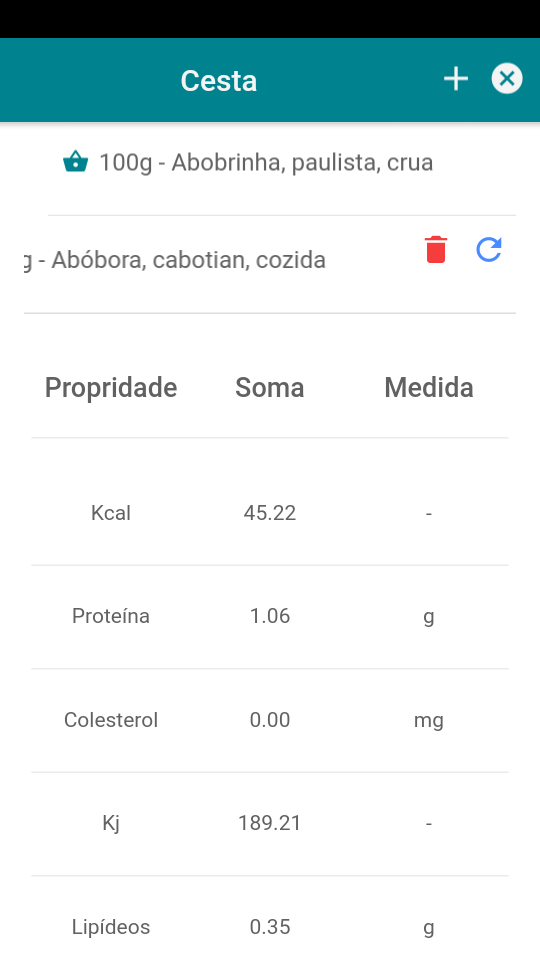 Cesta
100g - Abobrinha, paulista, crua
g - Abóbora, cabotian, cozida
Propridade Soma Medida
Kcal 45.22 -
Proteína 1.06 g
Colesterol 0.00 mg
Kj 189.21 -
Lipídeos 0.35 g